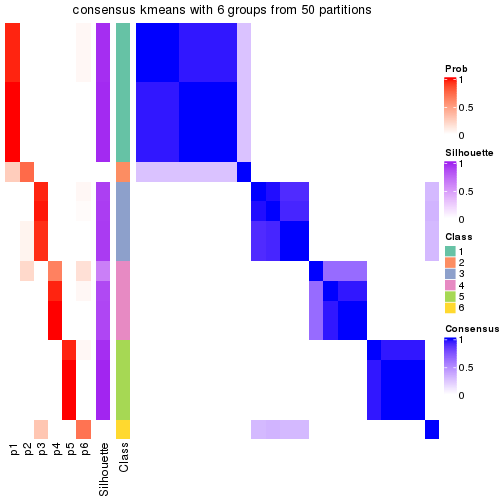 consensus kmeans with 6 groups from 50 partitions
Prob
1
0.5
0
Silhouette
1
0.5
0
Class
1
2
3
4
5
6
Consensus
1
0.5
0
p1
p2
p3
p4
p5
p6
Silhouette
Class